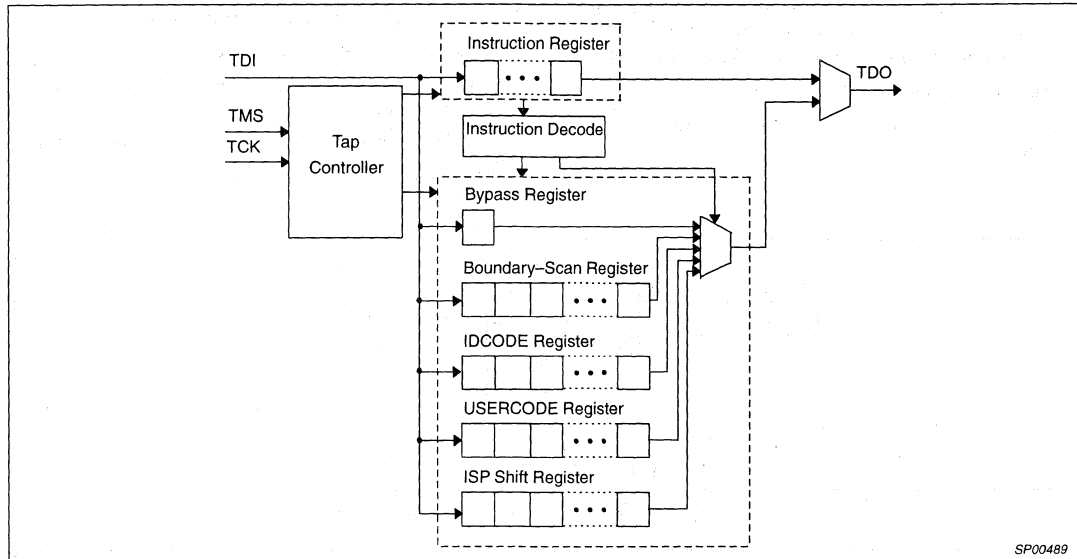 Instruction Register
TDI
TDO
TMS
TCK
Tap
Controller
Instruction Decode
Bypass Register
Boundary–Scan Register
IDCODE Register
USERCODE Register
ISP Shift Register
SP00489